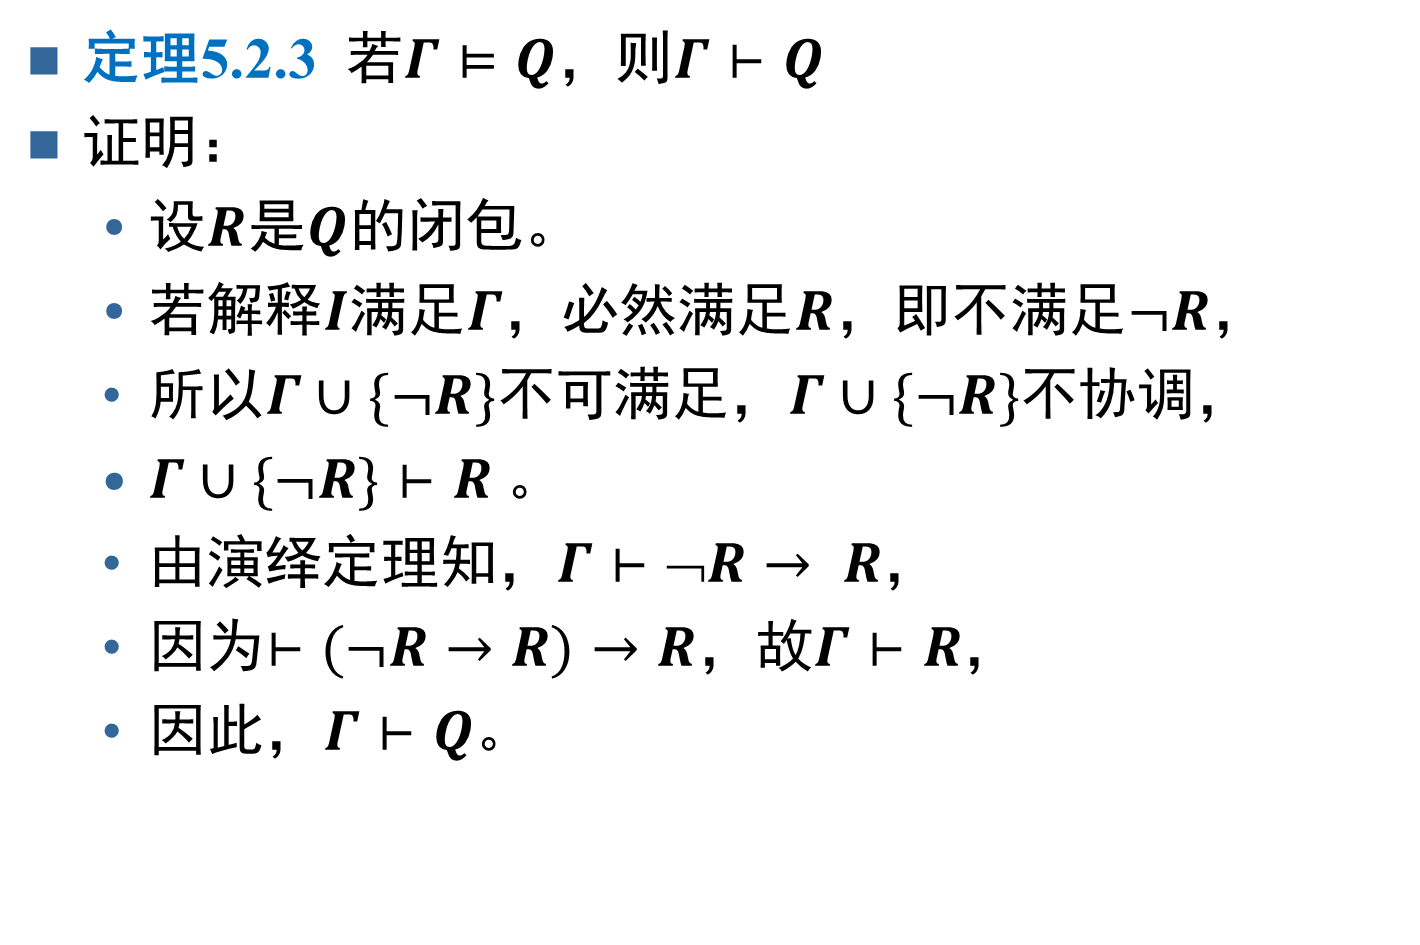 ■ 定理5.2.3 若Γ ⊨ Q，则Γ ⊢ Q
■ 证明：
• 设R是Q的闭包。
• 若解释I满足Γ，必然满足R，即不满足¬R，
• 所以Γ ∪ {¬R}不可满足，Γ ∪ {¬R}不协调，
• Γ ∪ {¬R} ⊢ R 。
• 由演绎定理知，Γ ⊢ ¬R → R，
• 因为⊢ (¬R → R) → R，故Γ ⊢ R，
• 因此，Γ ⊢ Q。